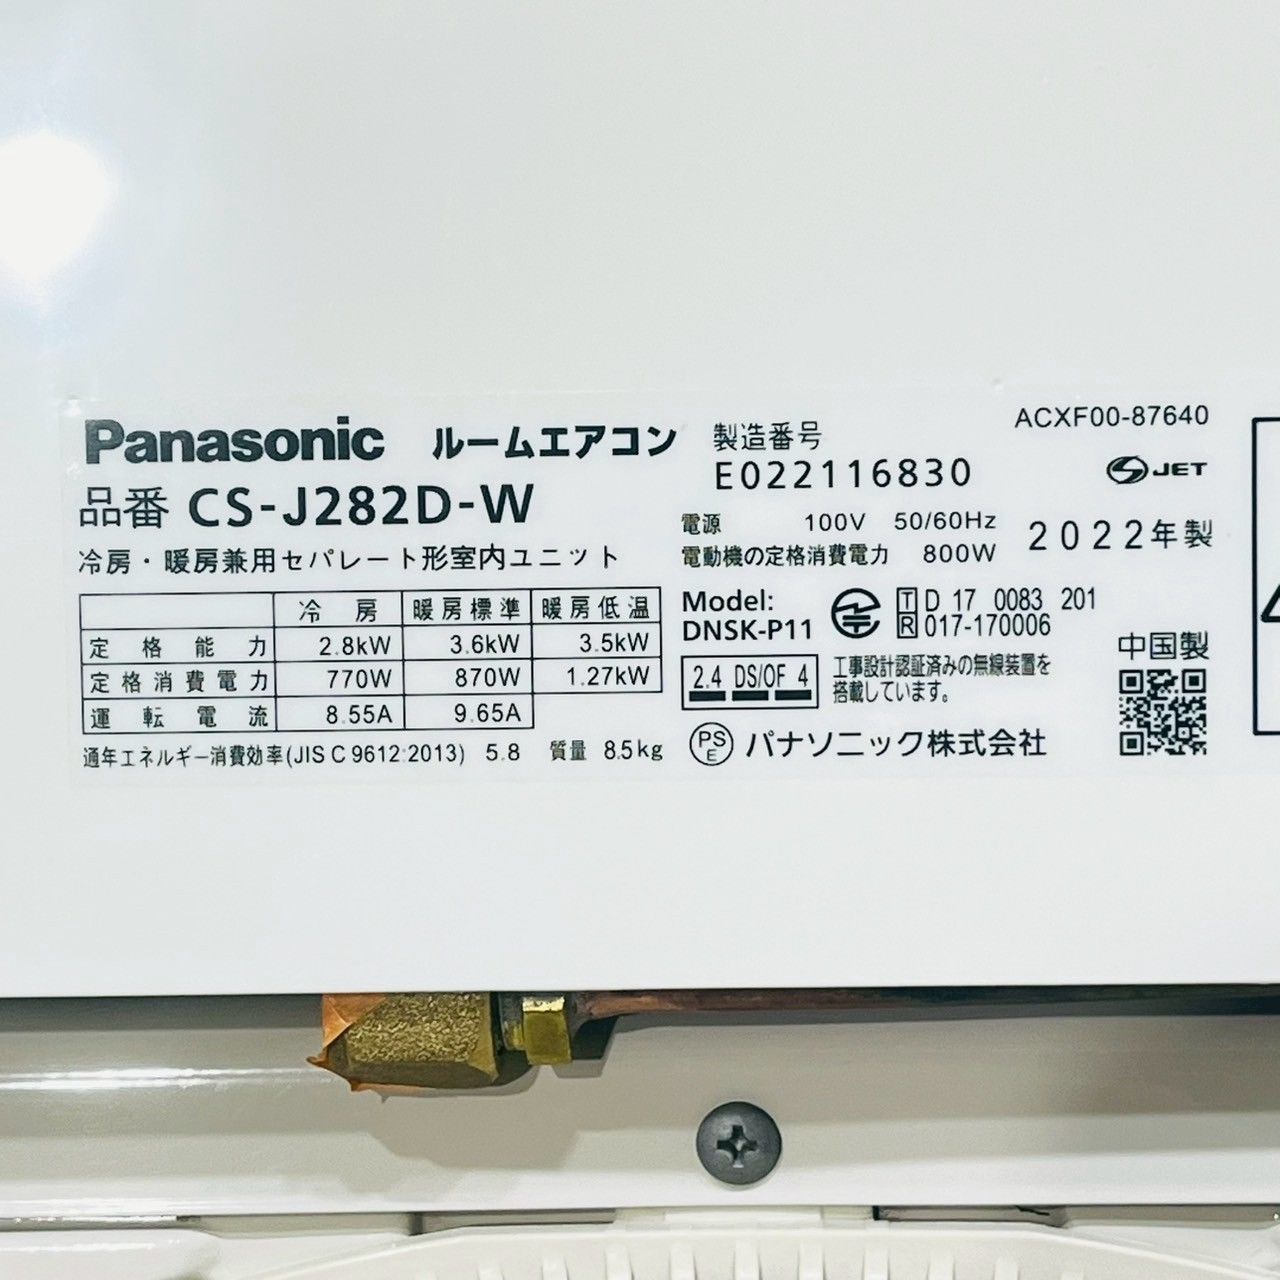 Panasonic ルームエアコン
品番 CS-J282D-W
冷房・暖房兼用セパレート形室内ユニット
冷房 暖房標準 暖房低温
定格能力 2.8kW 3.6kW 3.5kW
定格消費電力 770W 870W 1.27kW
運転電流 8.55A 9.65A
通年エネルギー消費効率(JIS C 9612:2013) 5.8 質量 8.5kg
製造番号
E022116830
電源 100V 50/60Hz
電動機の定格消費電力 800W
Model:
DNSK-P11
T D 17 0083 201
R 017-170006
2.4 DS/OF 4
工事設計認証済みの無線装置を
搭載しています。
PS
E
パナソニック株式会社
ACXF00-87640
JET
2022年製
中国製